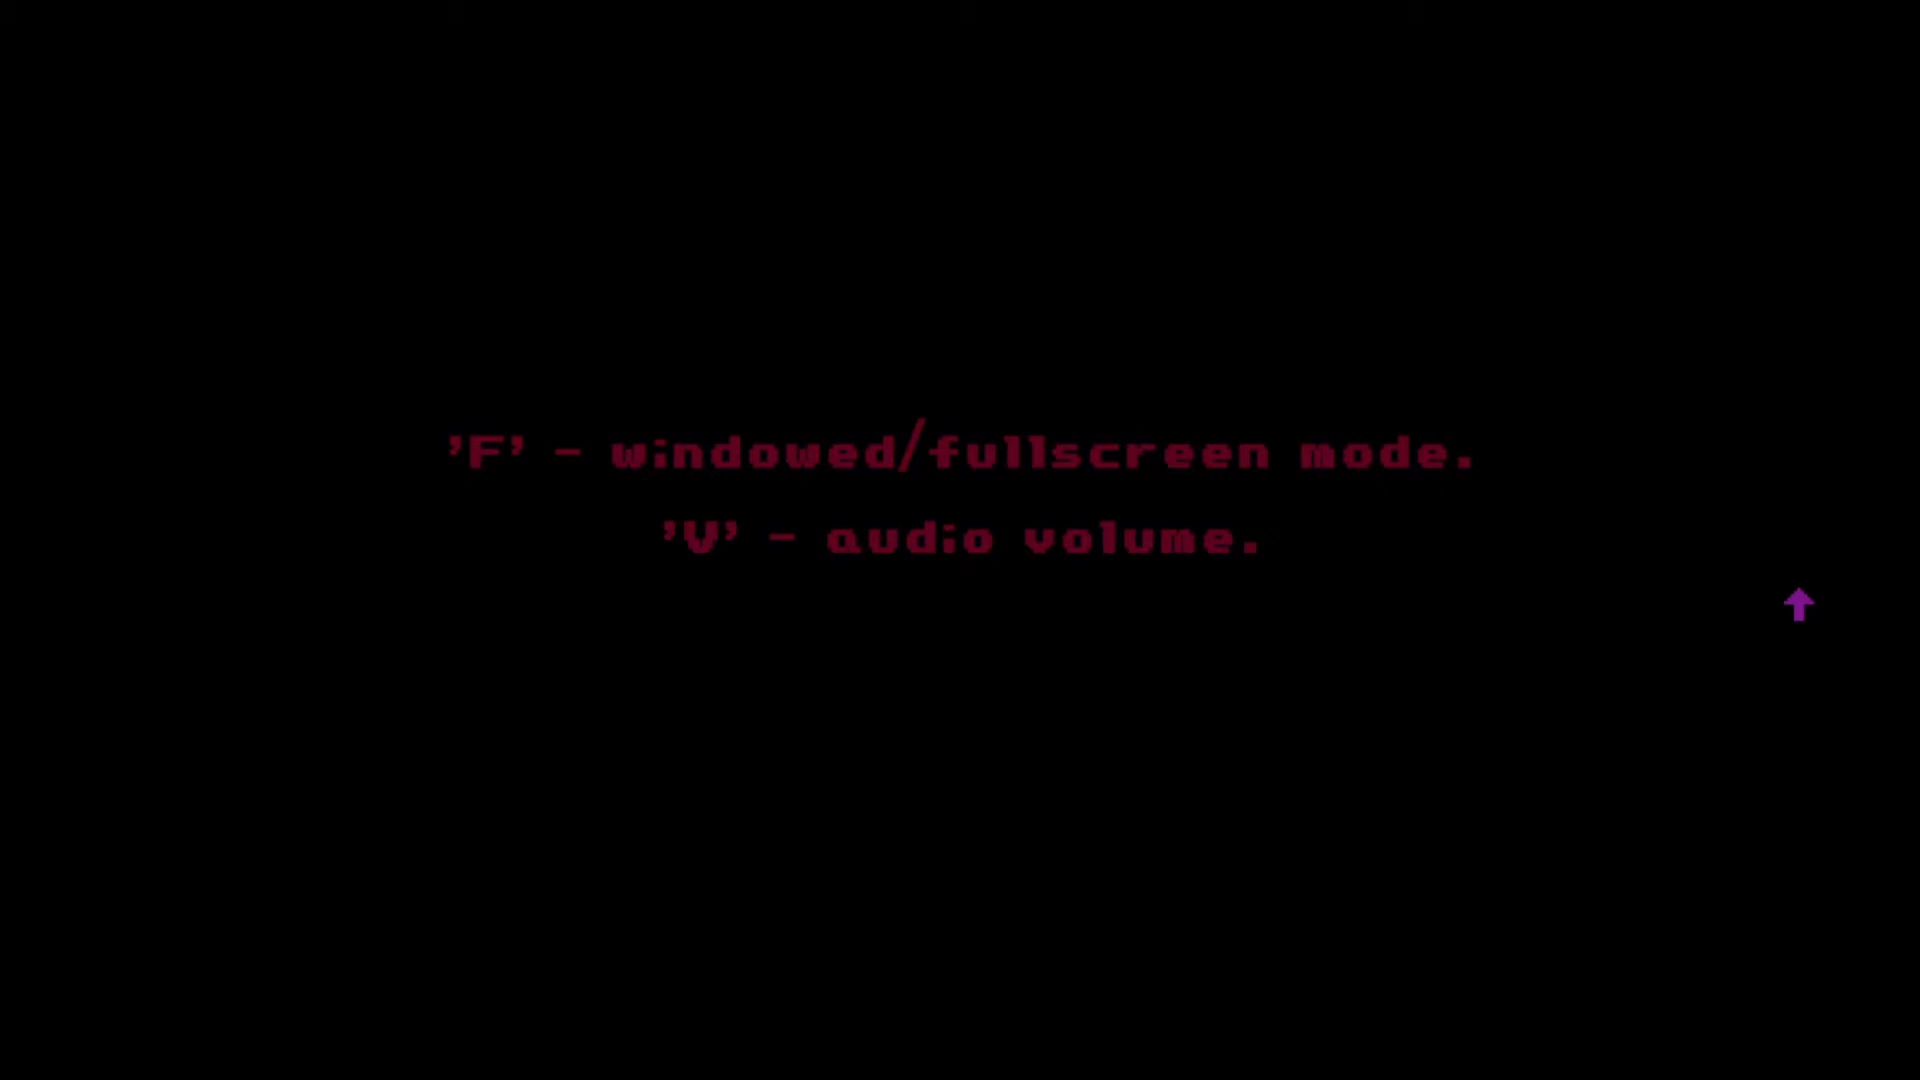 'F' - windowed/fullscreen mode.
'V' - audio volume.